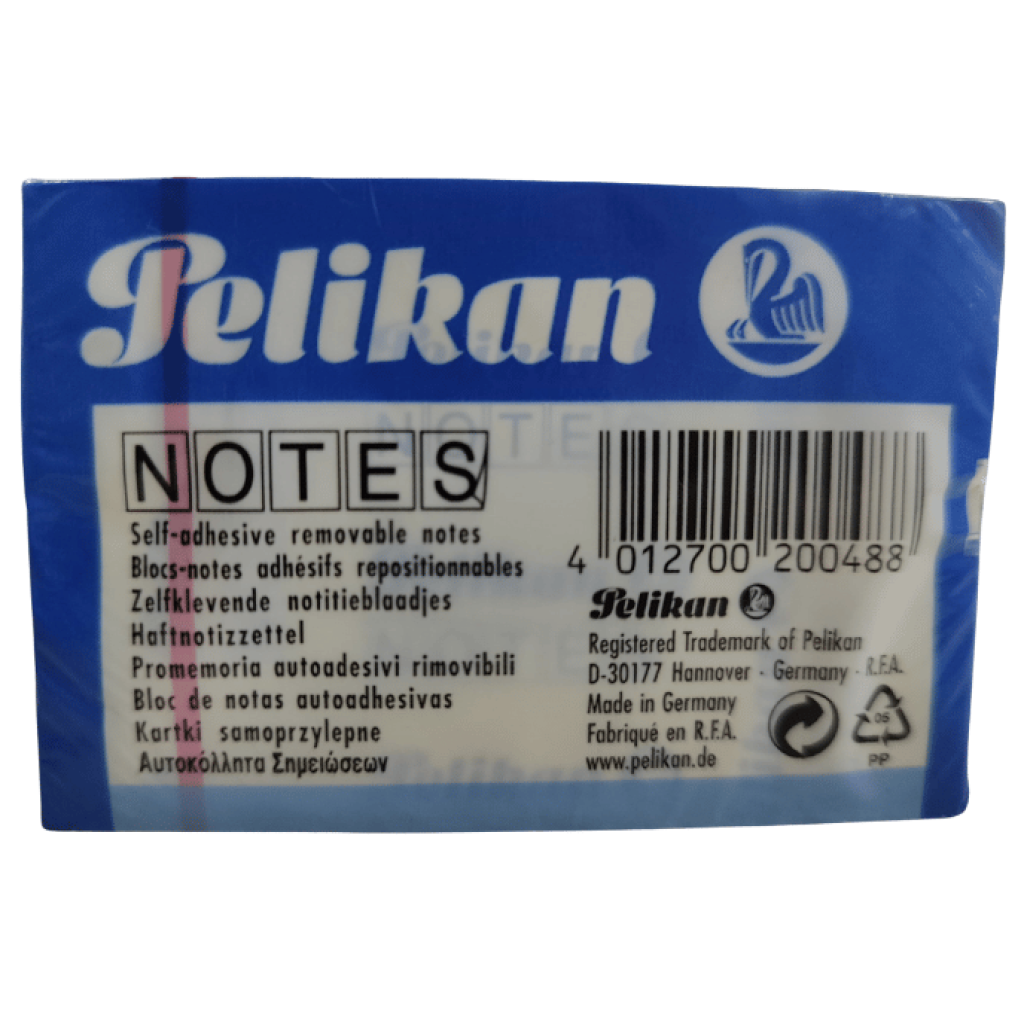 Pelikan
NOTES
Self-adhesive removable notes
Blocs-notes adhésifs repositionnables
Zelfklevende notitieblaadjes
Haftnotizzettel
Promemoria autoadesivi rimovibili
Bloc de notas autoadhesivas
Kartki samoprzylepne
Αυτοκόλλητα Σημειώσεων
4 012700 200488
Pelikan
Registered Trademark of Pelikan
D-30177 Hannover · Germany · R.F.A.
Made in Germany
Fabriqué en R.F.A.
www.pelikan.de
05
PP